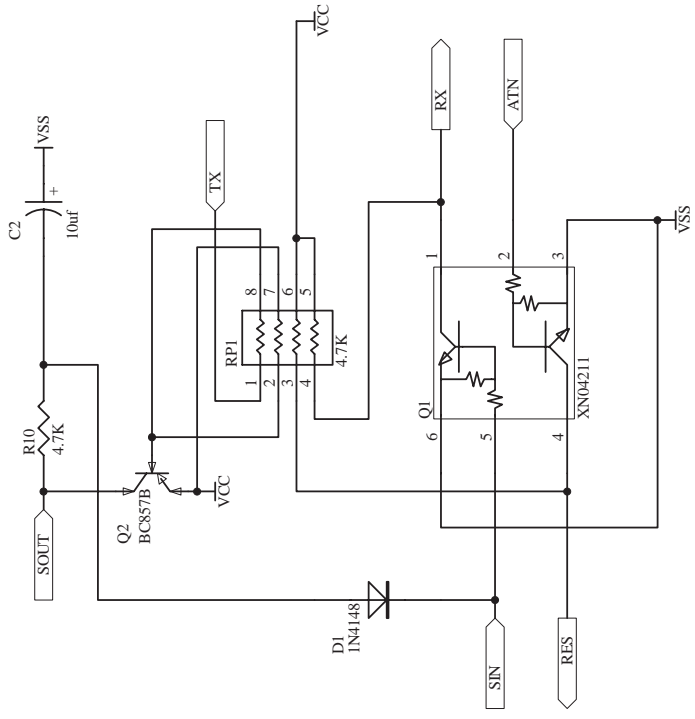 SOUT
R10
4.7K
C2
10uf
+
VSS
Q2
BC857B
VCC
TX
VCC
RP1
1
2
3
4
8
7
6
5
4.7K
D1
1N4148
RX
ATN
Q1
6
5
4
1
2
3
XN04211
VSS
SIN
RES